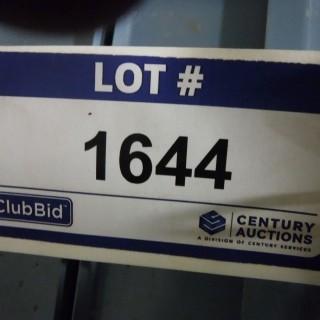 LOT #
1644
ClubBid
CENTURY
AUCTIONS
A DIVISION OF CENTURY SERVICES